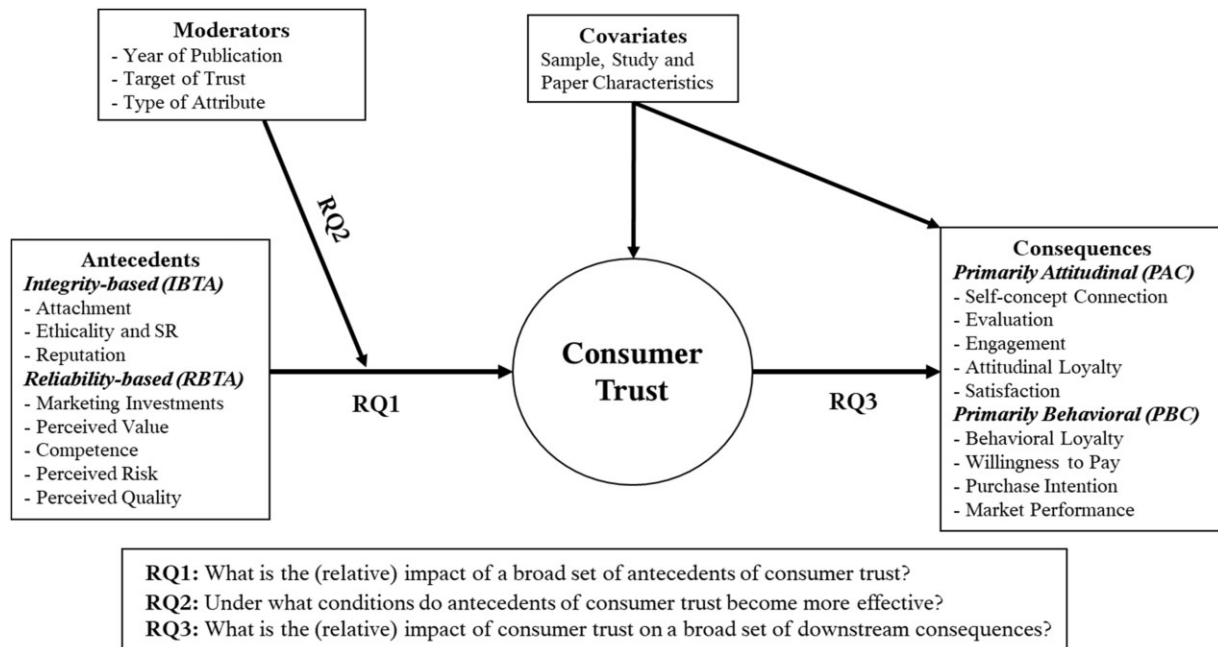 Moderators
- Year of Publication
- Target of Trust
- Type of Attribute
Covariates
Sample, Study and
Paper Characteristics
RQ2
Antecedents
Integrity-based (IBTA)
- Attachment
- Ethicality and SR
- Reputation
Reliability-based (RBTA)
- Marketing Investments
- Perceived Value
- Competence
- Perceived Risk
- Perceived Quality
RQ1
Consumer
Trust
RQ3
Consequences
Primarily Attitudinal (PAC)
- Self-concept Connection
- Evaluation
- Engagement
- Attitudinal Loyalty
- Satisfaction
Primarily Behavioral (PBC)
- Behavioral Loyalty
- Willingness to Pay
- Purchase Intention
- Market Performance
RQ1: What is the (relative) impact of a broad set of antecedents of consumer trust?
RQ2: Under what conditions do antecedents of consumer trust become more effective?
RQ3: What is the (relative) impact of consumer trust on a broad set of downstream consequences?